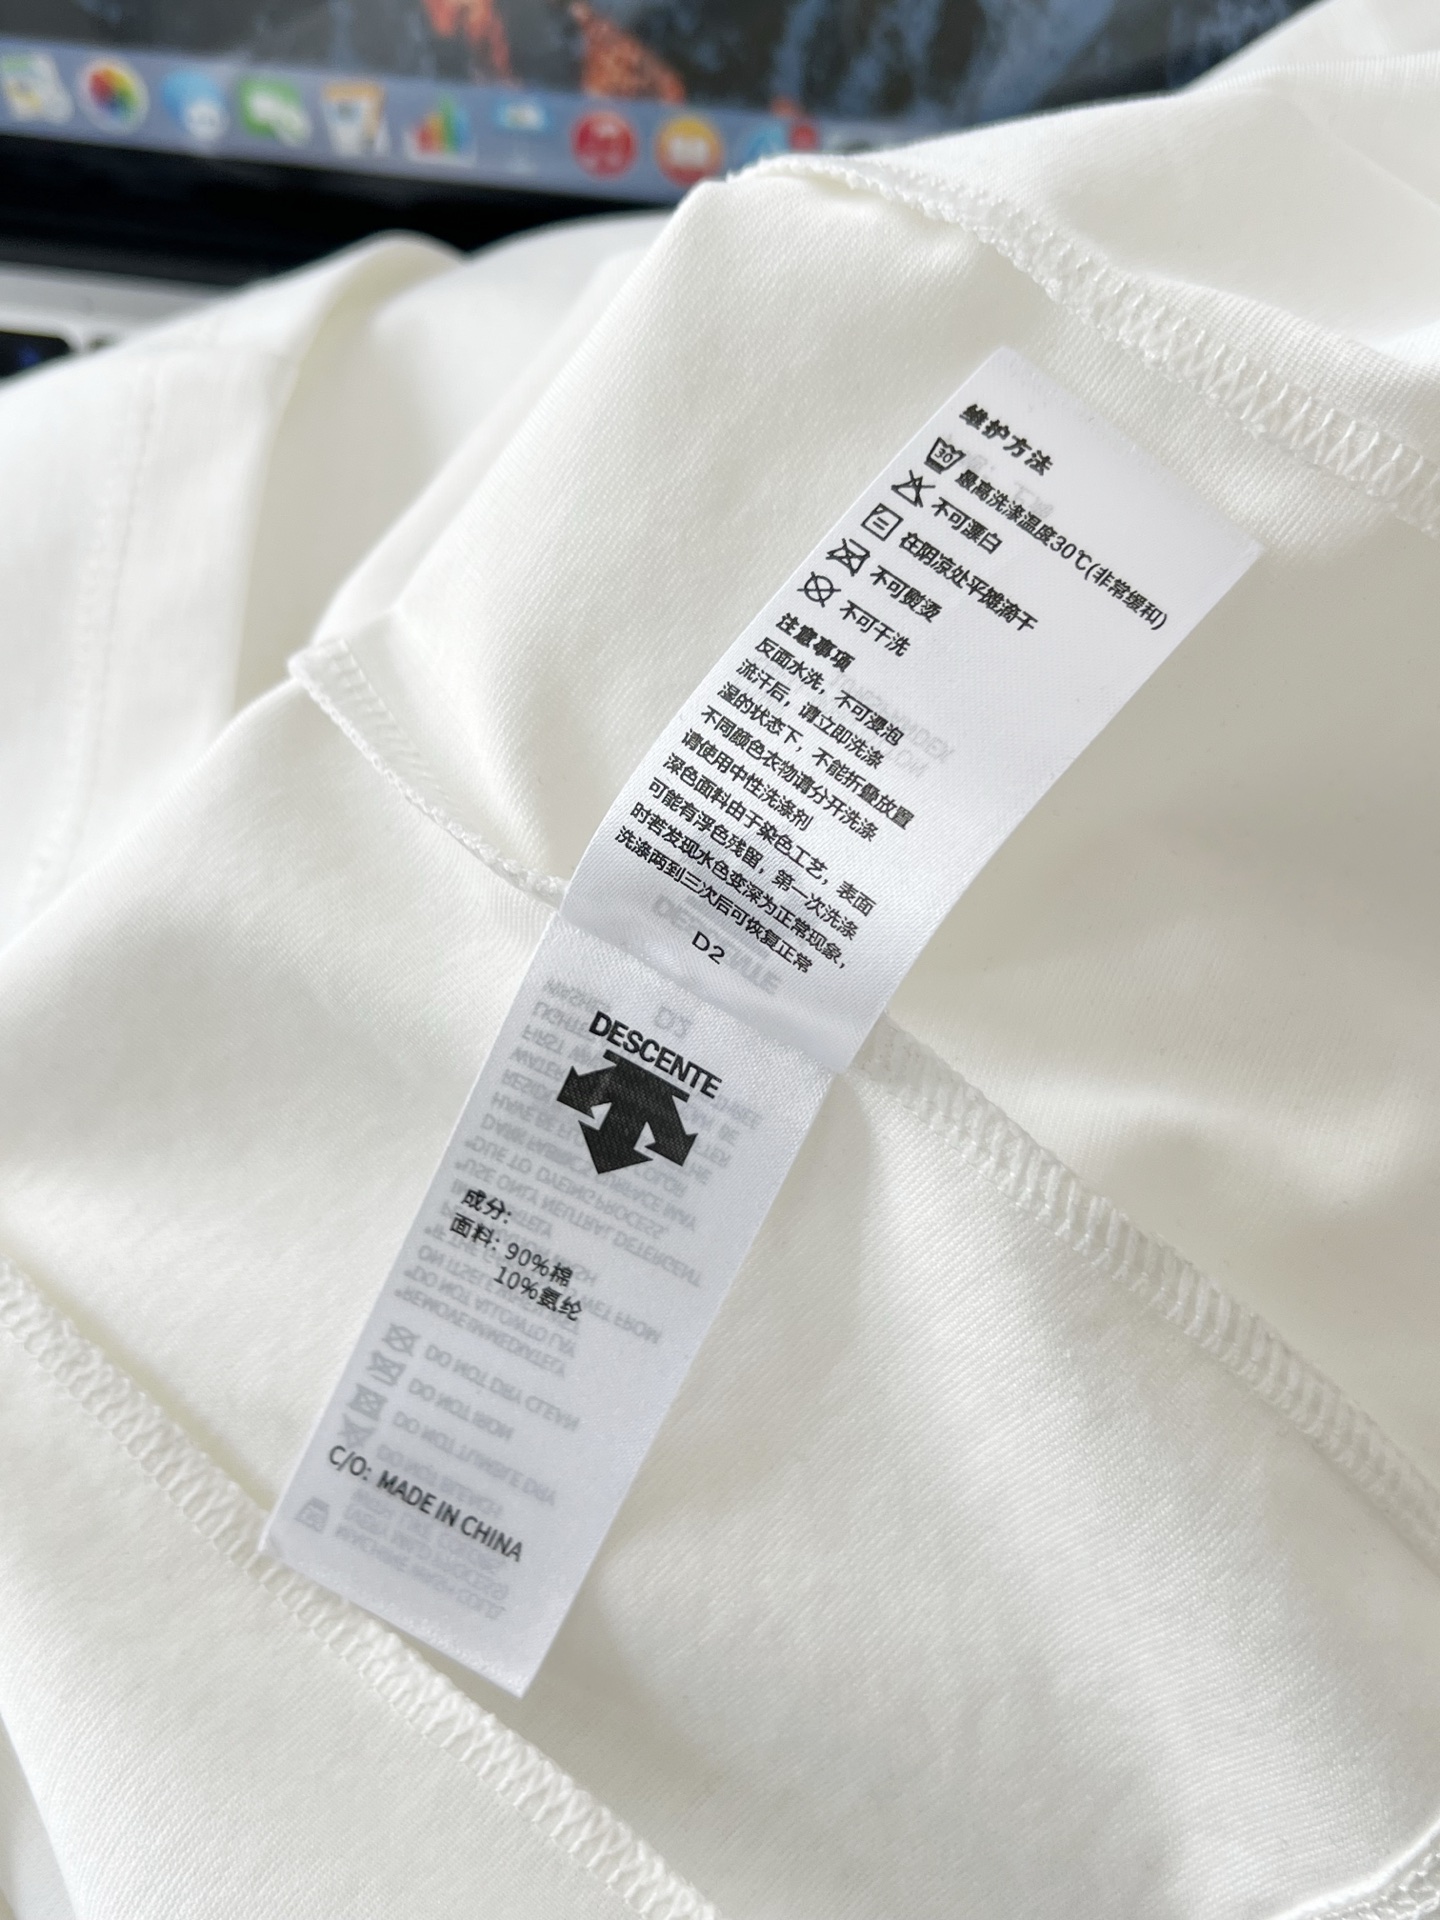 维护方法
30 最高洗涤温度30℃(非常缓和)
不可漂白
在阴凉处平摊滴干
不可熨烫
不可干洗
注意事项
反面水洗，不可浸泡
流汗后，请立即洗涤
湿的状态下，不能折叠放置
不同颜色衣物请分开洗涤
请使用中性洗涤剂
深色面料由于染色工艺，表面
可能有浮色残留，第一次洗涤
时若发现水色变深为正常现象，
洗涤两到三次后可恢复正常
D2
DESCENTE
成分:
面料: 90%棉
10%氨纶
C/O: MADE IN CHINA